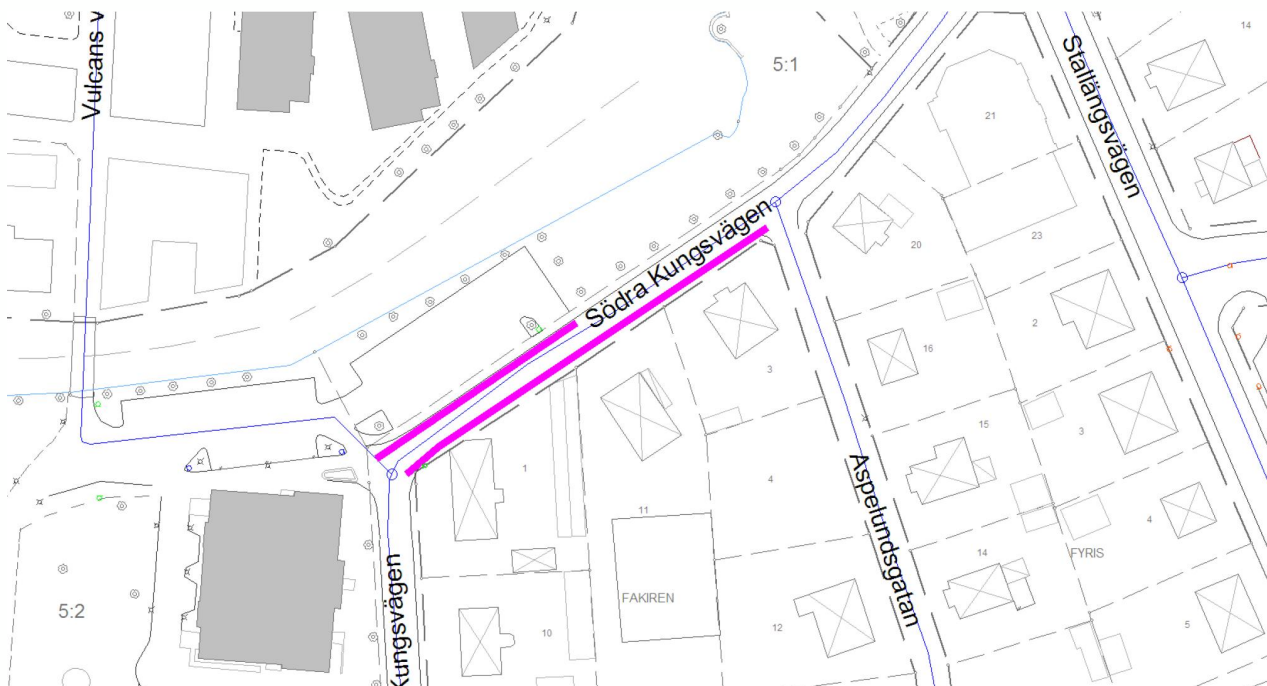 14
Vulcans v
Stallängsvägen
5:1
21
Södra Kungsvägen
20
23
2
16
3
15
3
1
4
11
4
Aspelundsgatan
14
FYRIS
Kungsvägen
5:2
FAKIREN
12
10
5